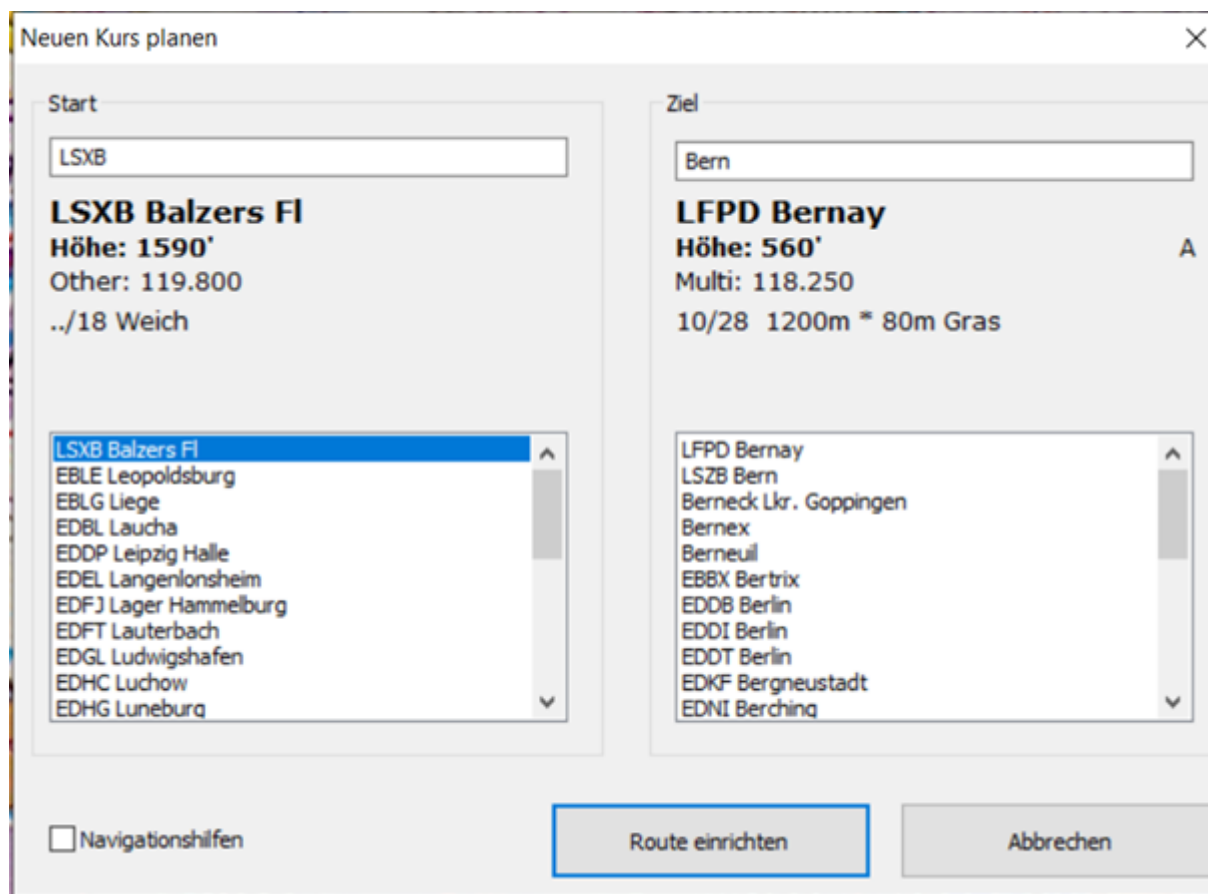 Neuen Kurs planen
Start
LSXB
LSXB Balzers Fl
Höhe: 1590'
Other: 119.800
../18 Weich
LSXB Balzers Fl
EBLE Leopoldsburg
EBLG Liege
EDBL Laucha
EDDP Leipzig Halle
EDEL Langenlonsheim
EDFJ Lager Hammelburg
EDFT Lauterbach
EDGL Ludwigshafen
EDHC Luchow
EDHG Luneburg
Ziel
Bern
LFPD Bernay
Höhe: 560'
A
Multi: 118.250
10/28 1200m * 80m Gras
LFPD Bernay
LSZB Bern
Berneck Lkr. Goppingen
Bernex
Berneuil
EBBX Bertrix
EDDB Berlin
EDDI Berlin
EDDT Berlin
EDKF Bergneustadt
EDNI Berching
Navigationshilfen
Route einrichten
Abbrechen